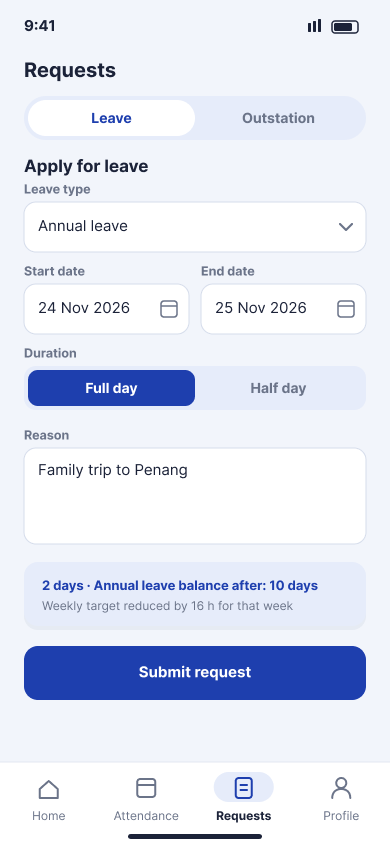 9:41
Requests
Leave
Outstation
Apply for leave
Leave type
Annual leave
Start date
End date
24 Nov 2026
25 Nov 2026
Duration
Full day
Half day
Reason
Family trip to Penang
2 days · Annual leave balance after: 10 days
Weekly target reduced by 16 h for that week
Submit request
Home
Attendance
Requests
Profile